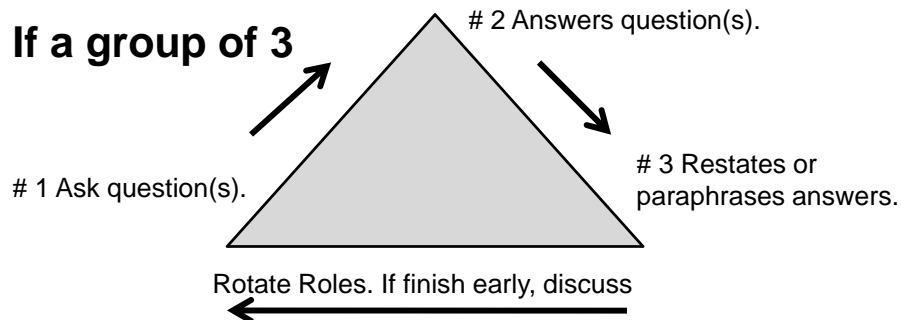 If a group of 3
# 2 Answers question(s).
# 1 Ask question(s).
# 3 Restates or
paraphrases answers.
Rotate Roles. If finish early, discuss